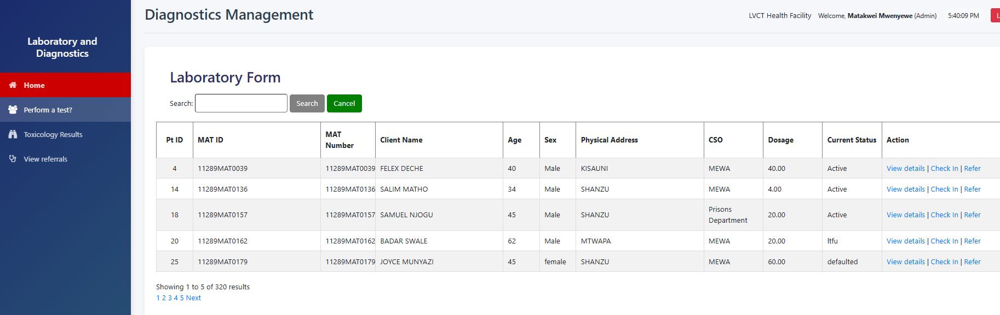 Diagnostics Management
LVCT Health Facility Welcome, Matakwei Mwenyewe (Admin) 5:40:09 PM
Laboratory and
Diagnostics
Home
Perform a test?
Toxicology Results
View referrals
Laboratory Form
Search: Search Cancel
Pt ID MAT ID MAT Number Client Name Age Sex Physical Address CSO Dosage Current Status Action
4 11289MAT0039 11289MAT0039 FELEX DECHE 40 Male KISAUNI MEWA 40.00 Active View details | Check In | Refer
14 11289MAT0136 11289MAT0136 SALIM MATHO 34 Male SHANZU MEWA 4.00 Active View details | Check In | Refer
18 11289MAT0157 11289MAT0157 SAMUEL NJOGU 45 Male SHANZU Prisons Department 20.00 Active View details | Check In | Refer
20 11289MAT0162 11289MAT0162 BADAR SWALE 62 Male MTWAPA MEWA 20.00 ltfu View details | Check In | Refer
25 11289MAT0179 11289MAT0179 JOYCE MUNYAZI 45 female SHANZU MEWA 60.00 defaulted View details | Check In | Refer
Showing 1 to 5 of 320 results
1 2 3 4 5 Next